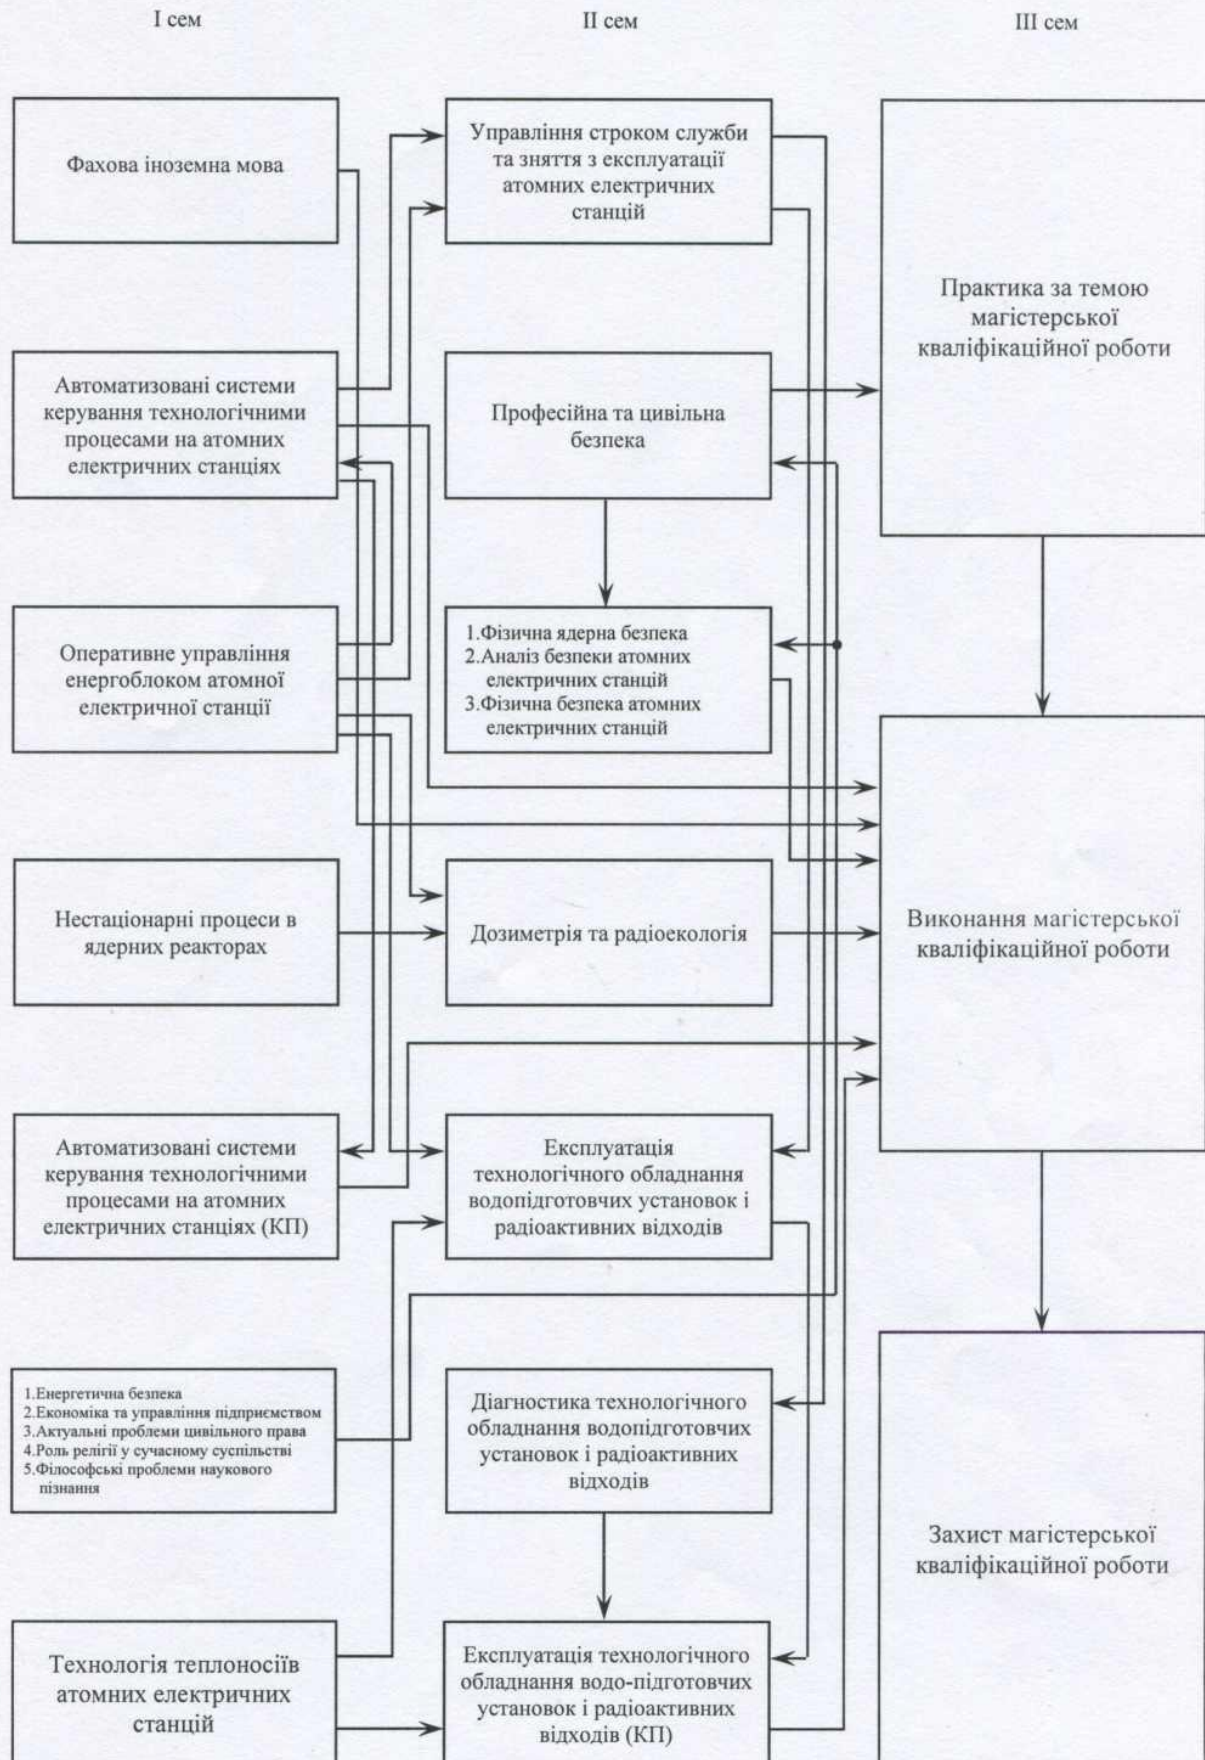 I сем
II сем
III сем
Фахова іноземна мова
Управління строком служби
та зняття з експлуатації
атомних електричних
станцій
Практика за темою
магістерської
кваліфікаційної роботи
Автоматизовані системи
керування технологічними
процесами на атомних
електричних станціях
Професійна та цивільна
безпека
Оперативне управління
енергоблоком атомної
електричної станції
1.Фізична ядерна безпека
2.Аналіз безпеки атомних
електричних станцій
3.Фізична безпека атомних
електричних станцій
Нестаціонарні процеси в
ядерних реакторах
Дозиметрія та радіоекологія
Виконання магістерської
кваліфікаційної роботи
Автоматизовані системи
керування технологічними
процесами на атомних
електричних станціях (КП)
Експлуатація
технологічного обладнання
водопідготовчих установок і
радіоактивних відходів
1.Енергетична безпека
2.Економіка та управління підприємством
3.Актуальні проблеми цивільного права
4.Роль релігії у сучасному суспільстві
5.Філософські проблеми наукового
пізнання
Діагностика технологічного
обладнання водопідготовчих
установок і радіоактивних
відходів
Захист магістерської
кваліфікаційної роботи
Технологія теплоносіїв
атомних електричних
станцій
Експлуатація технологічного
обладнання водо-підготовчих
установок і радіоактивних
відходів (КП)